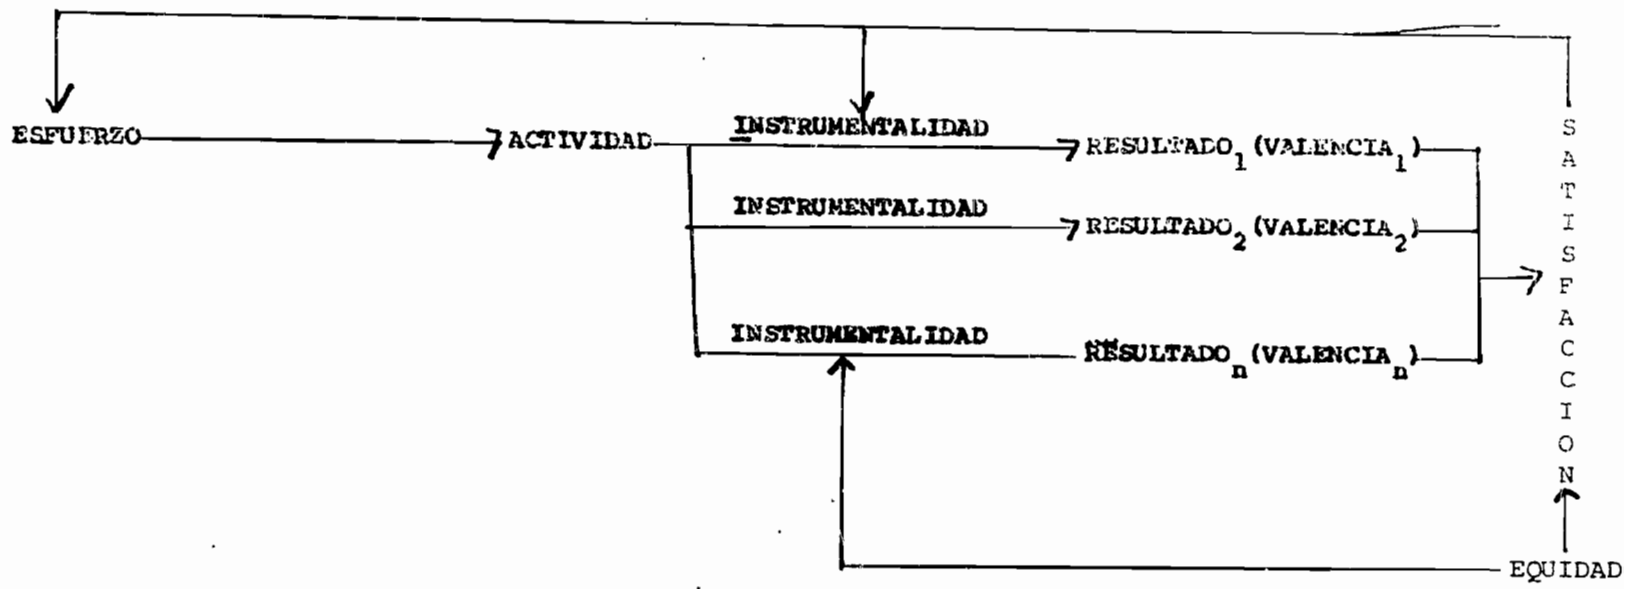 INSTRUMENTALIDAD
ESFUERZO ACTIVIDAD RESULTADO1 (VALENCIA1)
INSTRUMENTALIDAD
RESULTADO2 (VALENCIA2)
INSTRUMENTALIDAD
RESULTADOn (VALENCIAn)
SATISFACCION
EQUIDAD